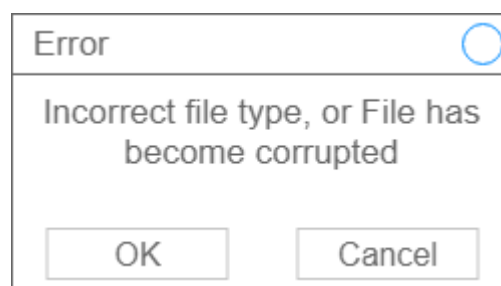 Error
Incorrect file type, or File has
become corrupted
OK
Cancel